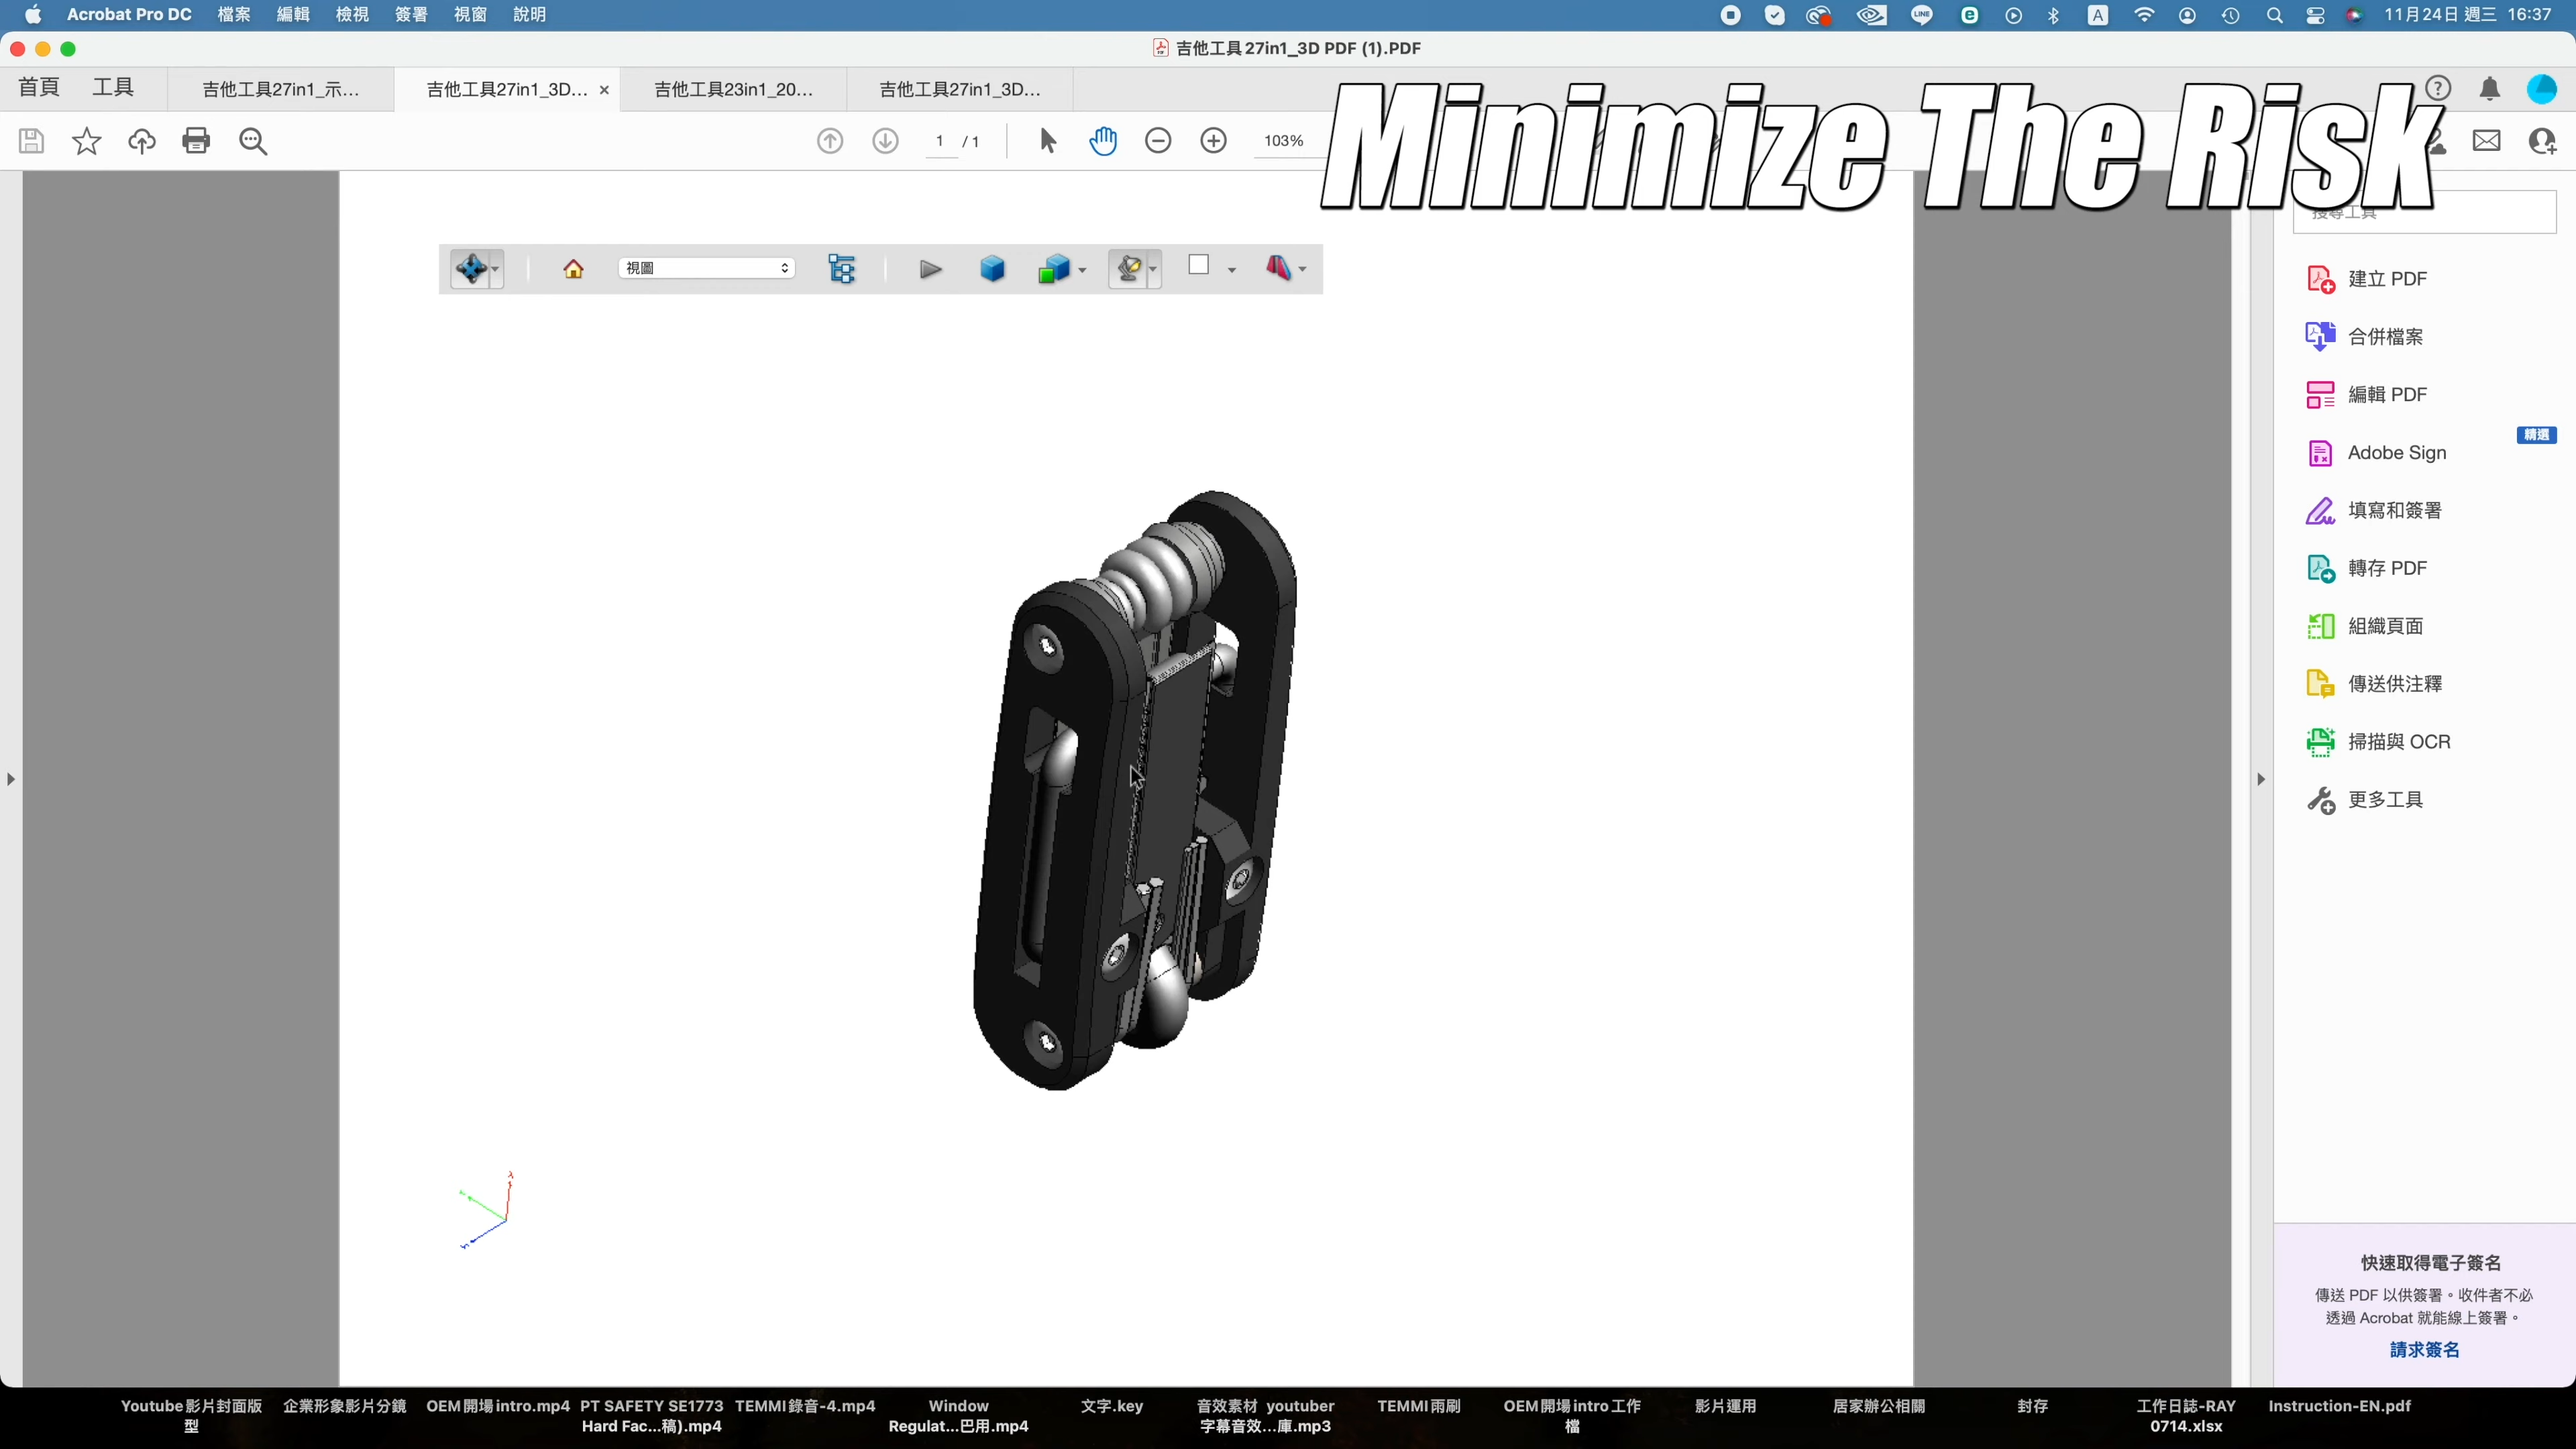 Acrobat Pro DC 檔案 編輯 檢視 簽署 視窗 說明
LINE
A
11月24日 週三 16:37
吉他工具27in1_3D PDF (1).PDF
首頁 工具 吉他工具27in1_示... 吉他工具27in1_3D... × 吉他工具23in1_20... 吉他工具27in1_3D...
Minimize The Risk
1 / 1
103%
搜尋工具
視圖
建立 PDF
合併檔案
編輯 PDF
精選
Adobe Sign
填寫和簽署
轉存 PDF
組織頁面
傳送供注釋
掃描與 OCR
更多工具
快速取得電子簽名
傳送 PDF 以供簽署。收件者不必
透過 Acrobat 就能線上簽署。
請求簽名
Youtube影片封面版
型
企業形象影片分鏡
OEM開場intro.mp4
PT SAFETY SE1773
Hard Fac...稿).mp4
TEMMI錄音-4.mp4
Window
Regulat...巴用.mp4
文字.key
音效素材 youtuber
字幕音效...庫.mp3
TEMMI雨刷
OEM開場intro工作
檔
影片運用
居家辦公相關
封存
工作日誌-RAY
0714.xlsx
Instruction-EN.pdf